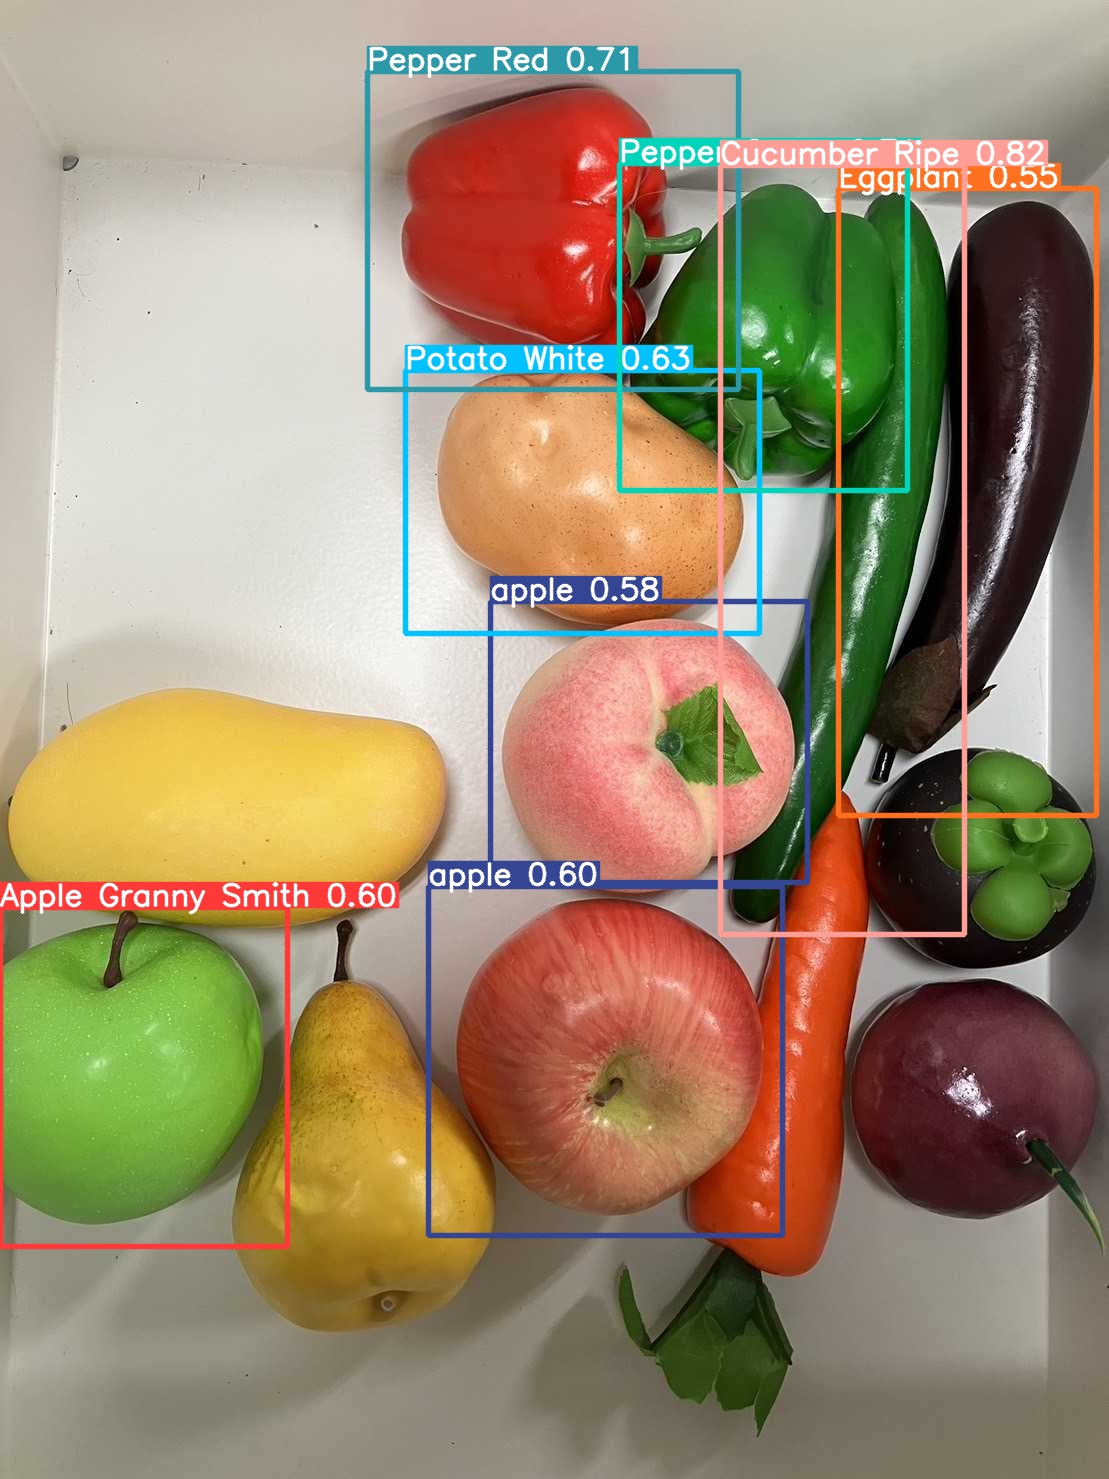 Pepper Red 0.71
Pepper
Cucumber Ripe 0.82
Eggplant 0.55
Potato White 0.63
apple 0.58
apple 0.60
Apple Granny Smith 0.60